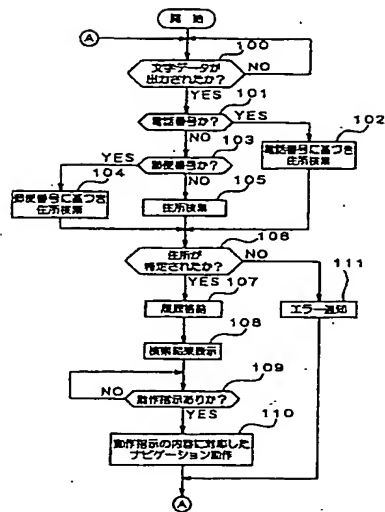 開 始
A
100
文字データが
出力されたか？
NO
YES
101
電話番号か？
YES
NO
102
電話番号に基づき
住所検索
103
郵便番号か？
YES
NO
104
郵便番号に基づき
住所検索
105
住所検索
106
住所が
特定されたか？
NO
YES
107
履歴格納
111
エラー通知
108
検索結果表示
109
動作指示ありか？
NO
YES
110
動作指示の内容に対応した
ナビゲーション動作
A